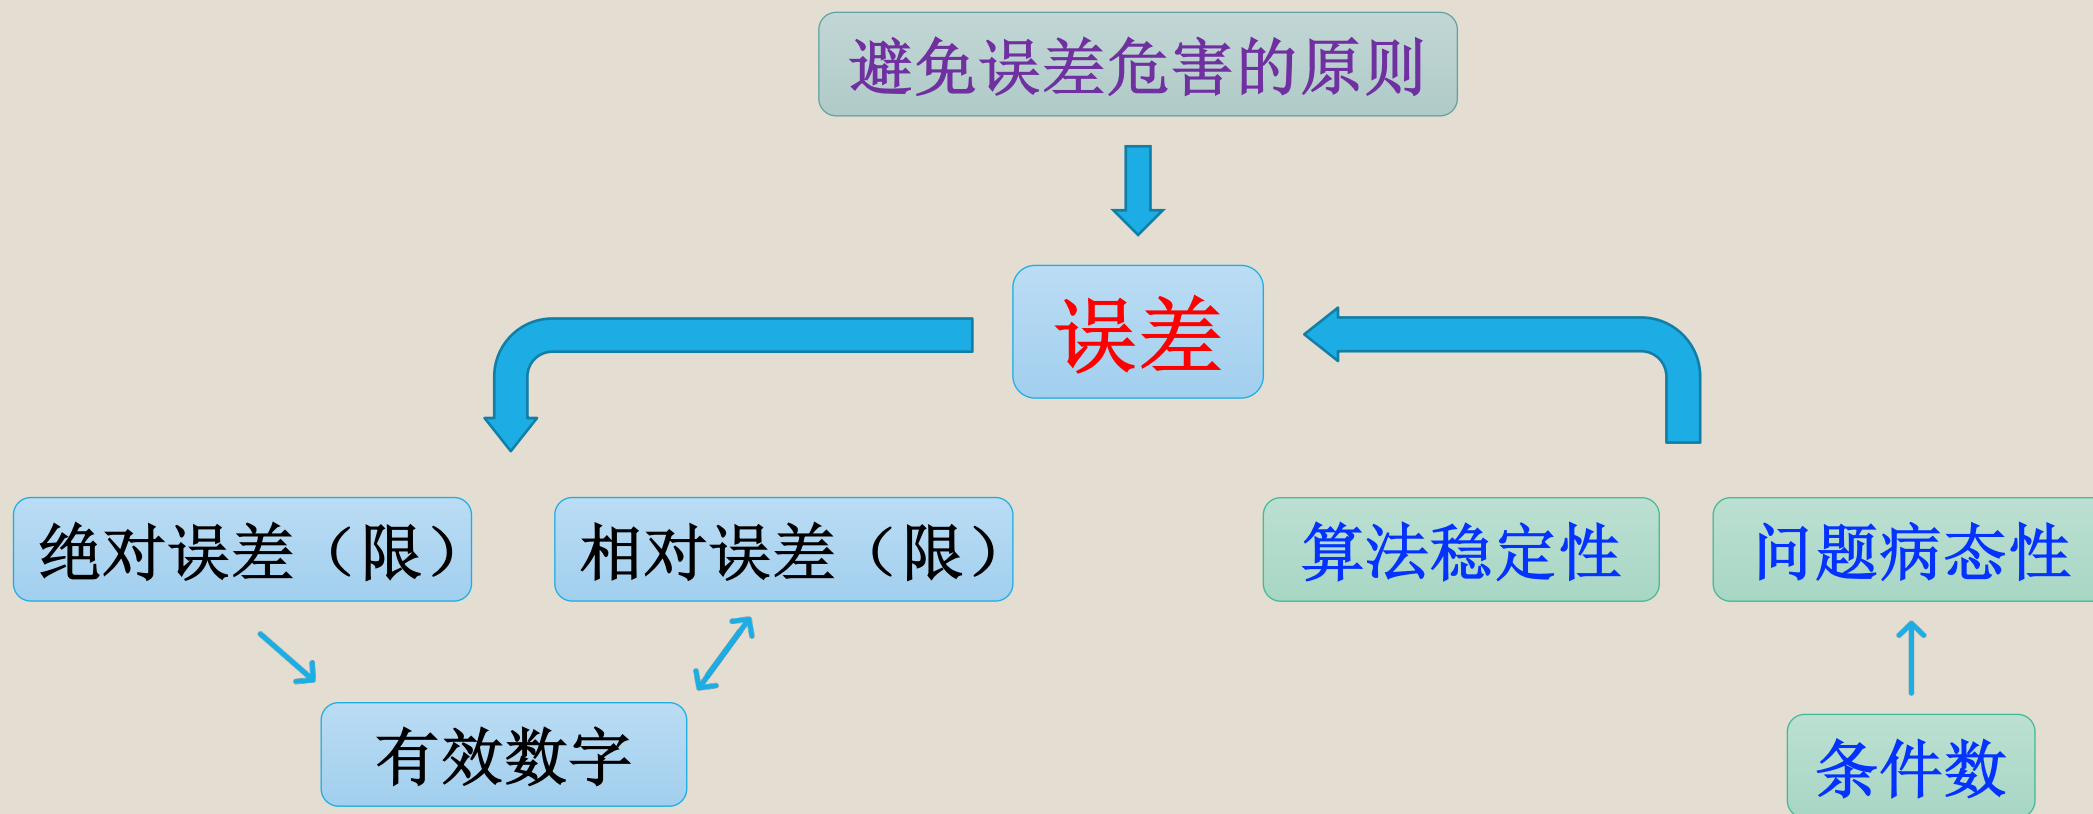 避免误差危害的原则
误差
绝对误差（限）
相对误差（限）
算法稳定性
问题病态性
有效数字
条件数